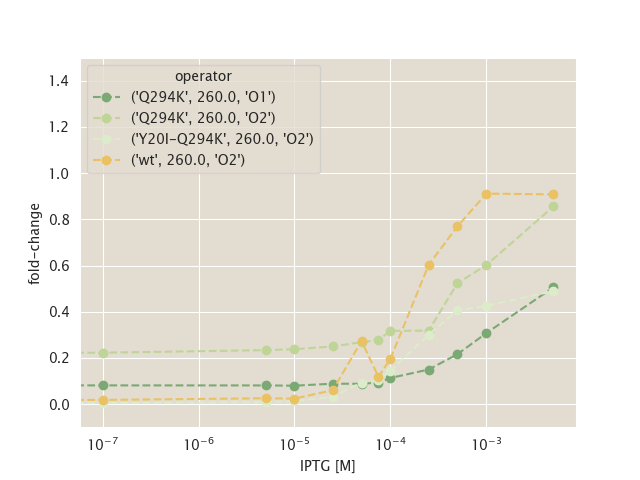 operator
('Q294K', 260.0, 'O1')
('Q294K', 260.0, 'O2')
('Y20I-Q294K', 260.0, 'O2')
('wt', 260.0, 'O2')
fold-change
1.4
1.2
1.0
0.8
0.6
0.4
0.2
0.0
10⁻⁷ 10⁻⁶ 10⁻⁵ 10⁻⁴ 10⁻³
IPTG [M]